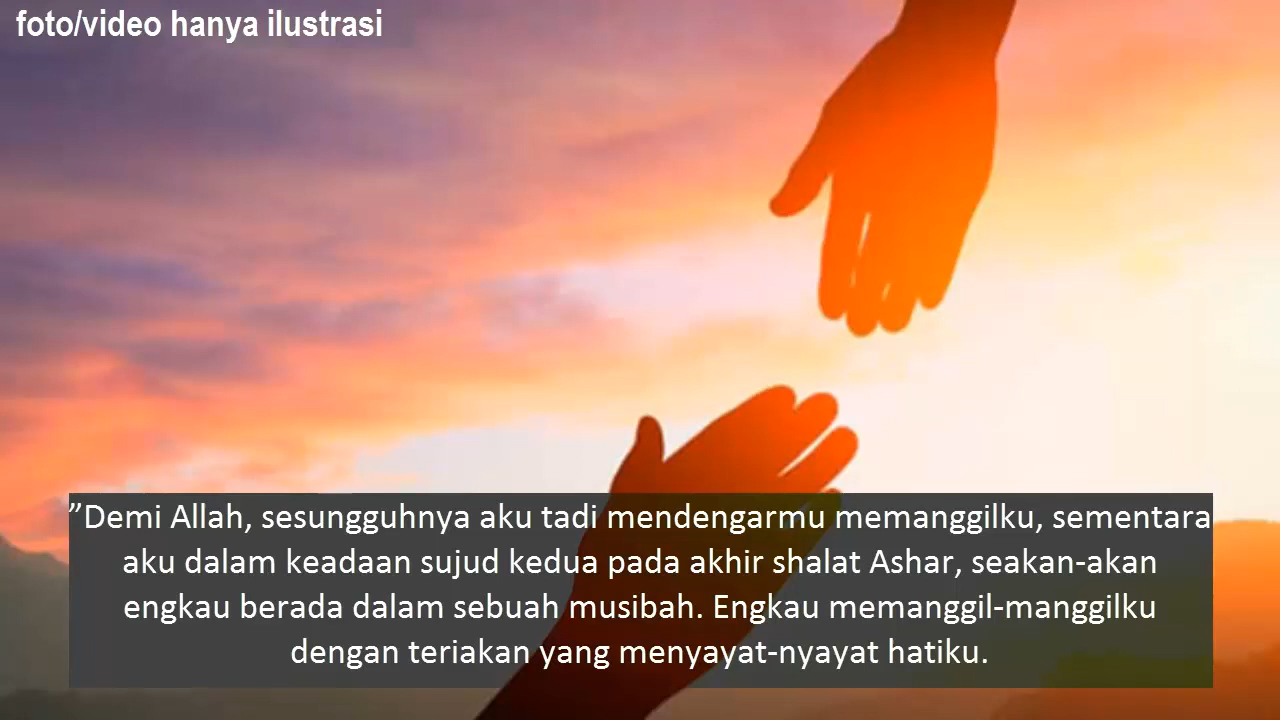 foto/video hanya ilustrasi
”Demi Allah, sesungguhnya aku tadi mendengarmu memanggilku, sementara
aku dalam keadaan sujud kedua pada akhir shalat Ashar, seakan-akan
engkau berada dalam sebuah musibah. Engkau memanggil-manggilku
dengan teriakan yang menyayat-nyayat hatiku.